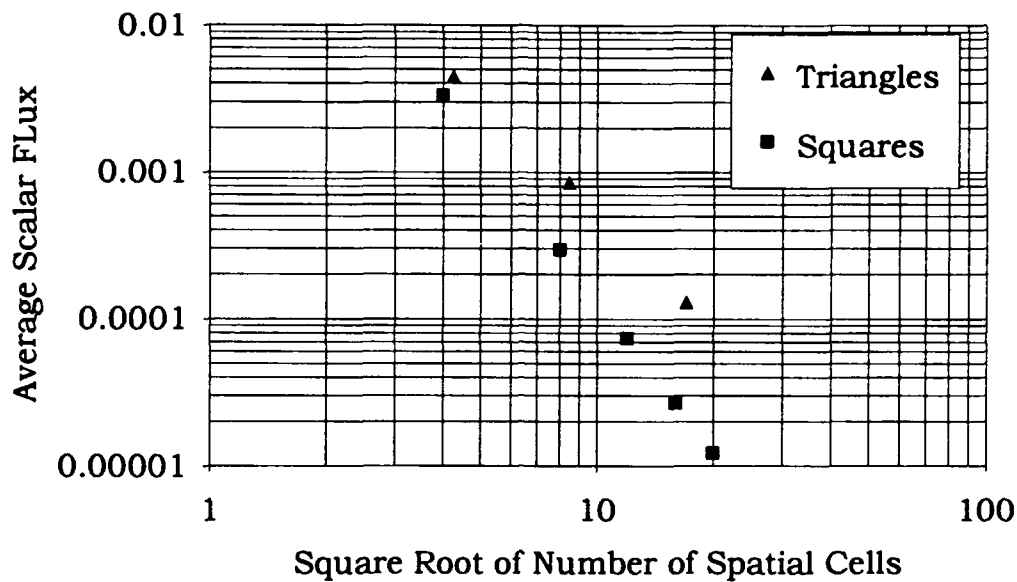 0.01
0.001
0.0001
0.00001
Average Scalar FLux
Triangles
Squares
1
10
100
Square Root of Number of Spatial Cells